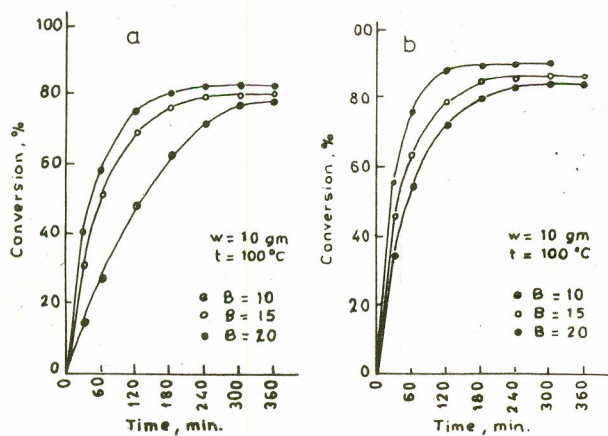 a
Conversion, %
100
80
60
40
20
0
w = 10 gm
t = 100 °C
B = 10
B = 15
B = 20
0 60 120 180 240 300 360
Time, min.
b
Conversion, %
00
80
60
40
20
0
w = 10 gm
t = 100 °C
B = 10
B = 15
B = 20
0 60 120 180 240 300 360
Time, min.